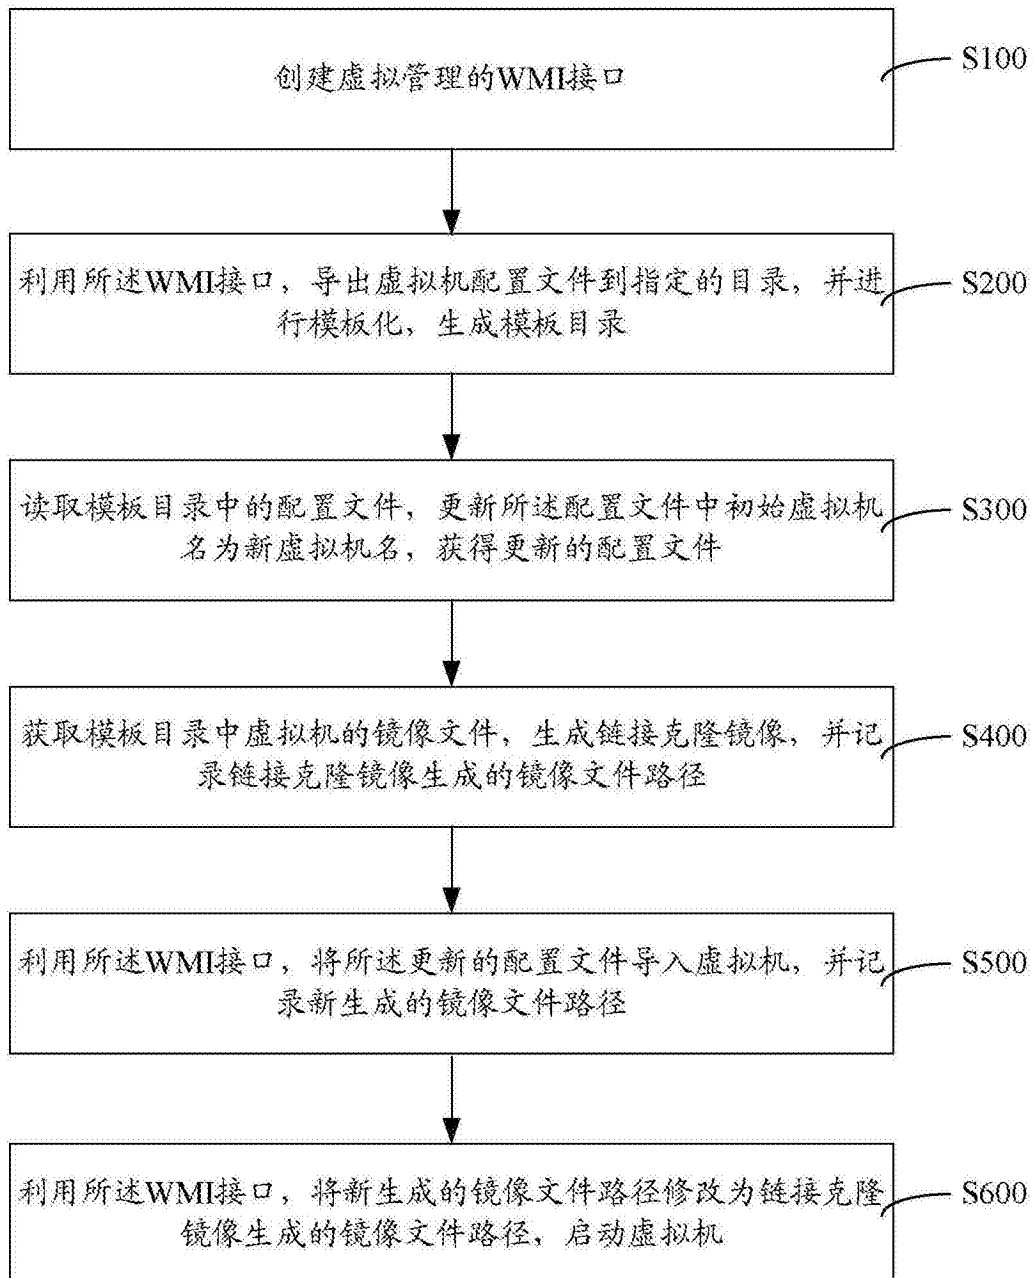 创建虚拟管理的WMI接口
S100
利用所述WMI接口，导出虚拟机配置文件到指定的目录，并进
行模板化，生成模板目录
S200
读取模板目录中的配置文件，更新所述配置文件中初始虚拟机
名为新虚拟机名，获得更新的配置文件
S300
获取模板目录中虚拟机的镜像文件，生成链接克隆镜像，并记
录链接克隆镜像生成的镜像文件路径
S400
利用所述WMI接口，将所述更新的配置文件导入虚拟机，并记
录新生成的镜像文件路径
S500
利用所述WMI接口，将新生成的镜像文件路径修改为链接克隆
镜像生成的镜像文件路径，启动虚拟机
S600